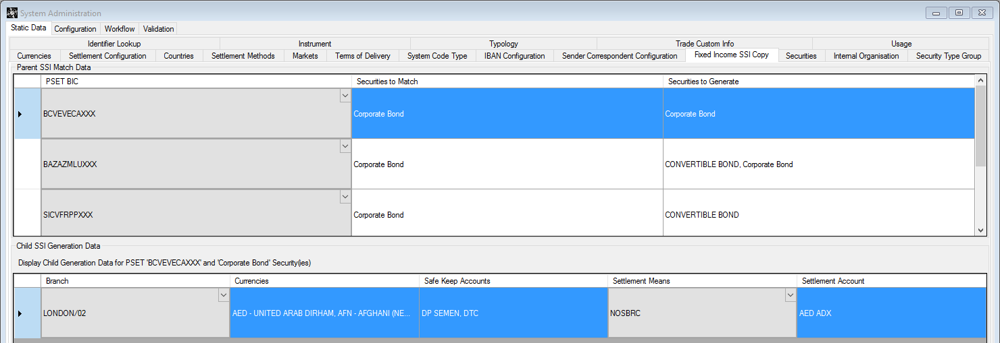 System Administration
Static Data Configuration Workflow Validation
Identifier Lookup Instrument Typology Trade Custom Info Usage
Currencies Settlement Configuration Countries Settlement Methods Markets Terms of Delivery System Code Type IBAN Configuration Sender Correspondent Configuration Fixed Income SSI Copy Securities Internal Organisation Security Type Group
Parent SSI Match Data
PSET BIC Securities to Match Securities to Generate
BCVEVECAXXX Corporate Bond Corporate Bond
BAZAZMLUXXX Corporate Bond CONVERTIBLE BOND, Corporate Bond
SICVFRPPXXX Corporate Bond CONVERTIBLE BOND
Child SSI Generation Data
Display Child Generation Data for PSET 'BCVEVECAXXX' and 'Corporate Bond' Security(ies)
Branch Currencies Safe Keep Accounts Settlement Means Settlement Account
LONDON/02 AED - UNITED ARAB DIRHAM, AFN - AFGHANI (NE... DP SEMEN, DTC NOSBRC AED ADX